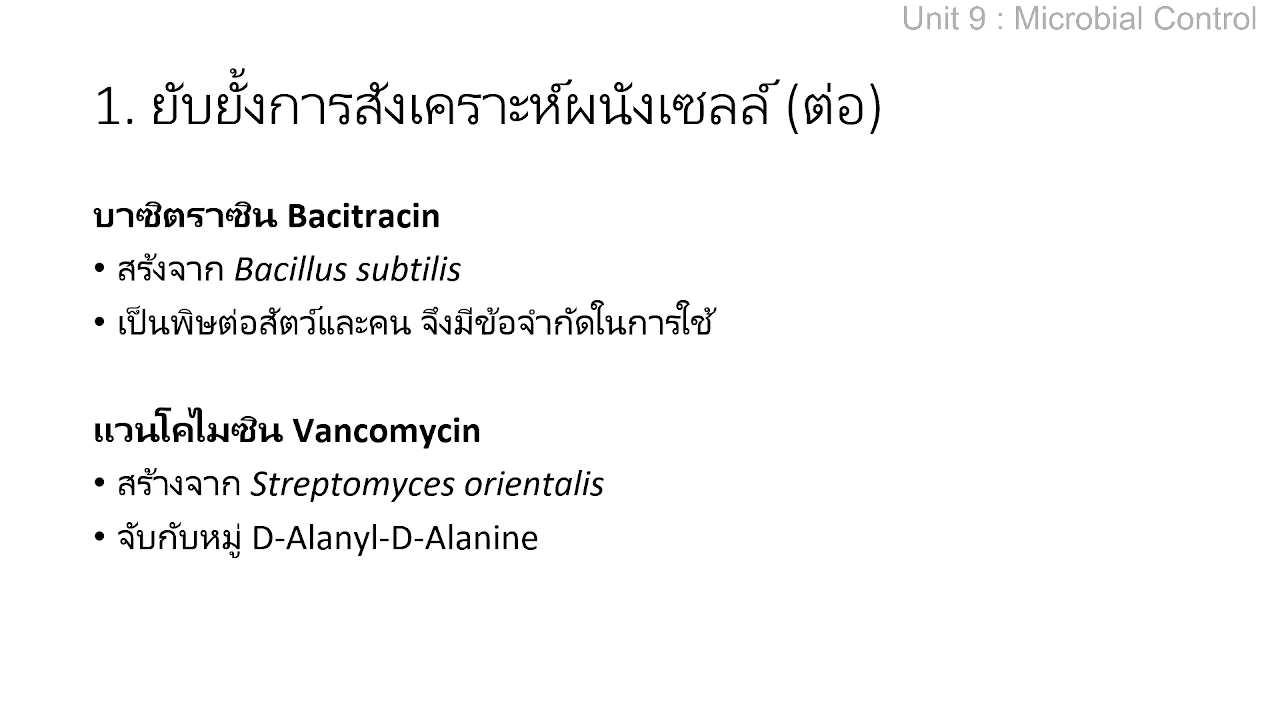 Unit 9 : Microbial Control
1. ยับยั้งการสังเคราะห์ผนังเซลล์ (ต่อ)
บาซิตราซิน Bacitracin
• สร้งจาก Bacillus subtilis
• เป็นพิษต่อสัตว์และคน จึงมีข้อจำกัดในการใช้
แวนโคไมซิน Vancomycin
• สร้างจาก Streptomyces orientalis
• จับกับหมู่ D-Alanyl-D-Alanine